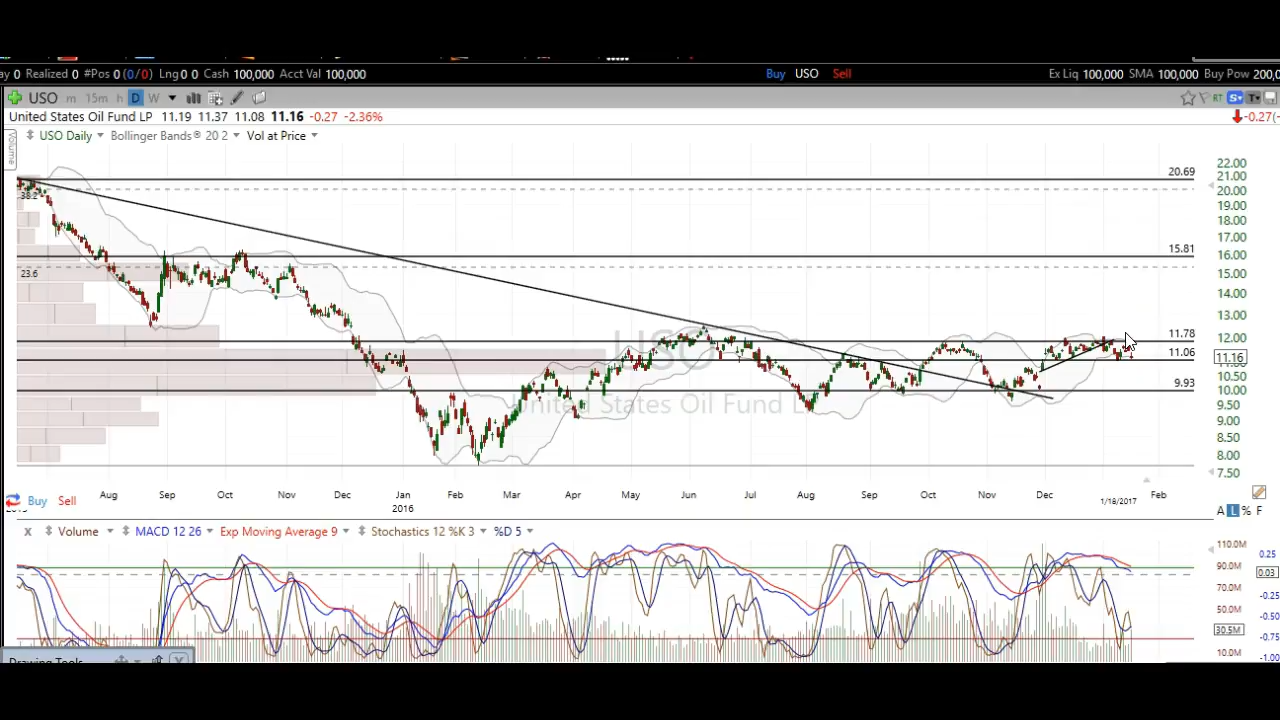 ay 0 Realized 0 #Pos 0 (0/0) Lng 0 0 Cash 100,000 Acct Val 100,000 Buy USO Sell Ex Liq 100,000 SMA 100,000 Buy Pow 200,0
USO m 15m h D W RT S T
United States Oil Fund LP 11.19 11.37 11.08 11.16 -0.27 -2.36% -0.27(-
USO Daily Bollinger Bands® 20 2 Vol at Price
Volume
22.00
20.69
21.00
38.2
20.00
19.00
18.00
17.00
15.81
16.00
23.6
15.00
14.00
13.00
11.78
12.00
USO
11.06
11.16
10.50
9.93
10.00
United States Oil Fund L
9.50
9.00
8.50
8.00
7.50
Buy Sell Aug Sep Oct Nov Dec Jan Feb Mar Apr May Jun Jul Aug Sep Oct Nov Dec 1/18/2017 Feb
2016
A L % F
x Volume MACD 12 26 Exp Moving Average 9 Stochastics 12 %K 3 %D 5
110.0M
0.25
90.0M
0.03
70.0M
-0.25
50.0M
-0.50
30.5M
-0.75
10.0M
-1.00
Drawing Tools